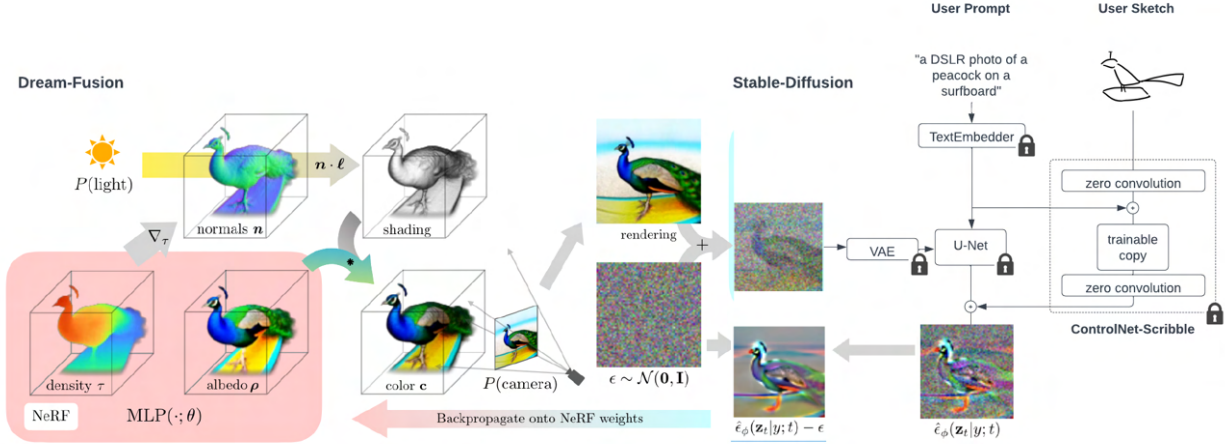 User Prompt
User Sketch
Dream-Fusion
Stable-Diffusion
"a DSLR photo of a
peacock on a
surfboard"
TextEmbedder
P(light)
n · ℓ
normals n
shading
rendering
+
zero convolution
+
trainable
copy
zero convolution
VAE
U-Net
+
ControlNet-Scribble
∇τ
*
density τ
albedo ρ
color c
P(camera)
ϵ ∼ N(0, I)
NeRF
MLP(·; θ)
Backpropagate onto NeRF weights
ϵ̂ϕ(zt|y; t) − ϵ
ϵ̂ϕ(zt|y; t)